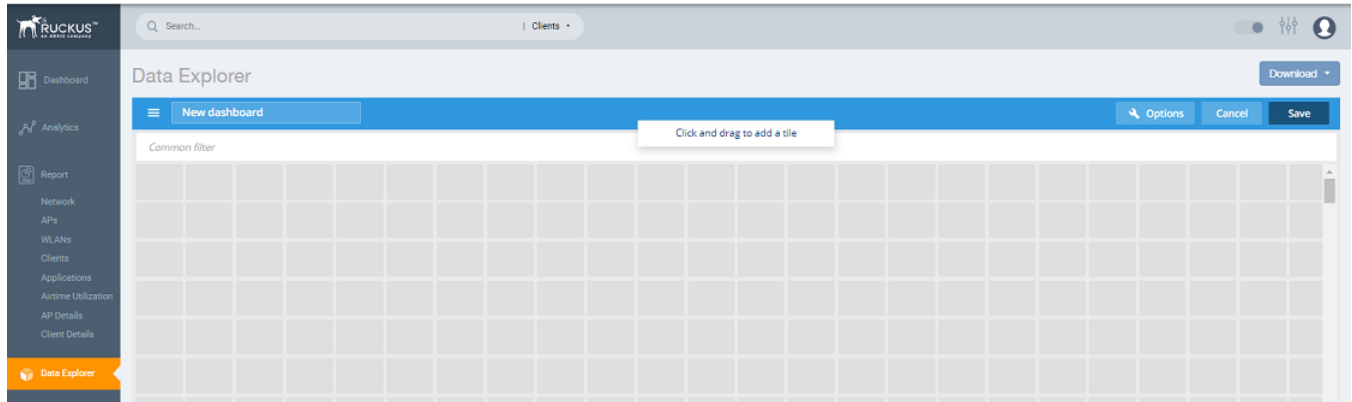 RUCKUS™
an ARRIS company
Search...
| Clients
Download
Dashboard
Analytics
Report
Network
APs
WLANs
Clients
Applications
Airtime Utilization
AP Details
Client Details
Data Explorer
Data Explorer
New dashboard
Options
Cancel
Save
Click and drag to add a tile
Common filter